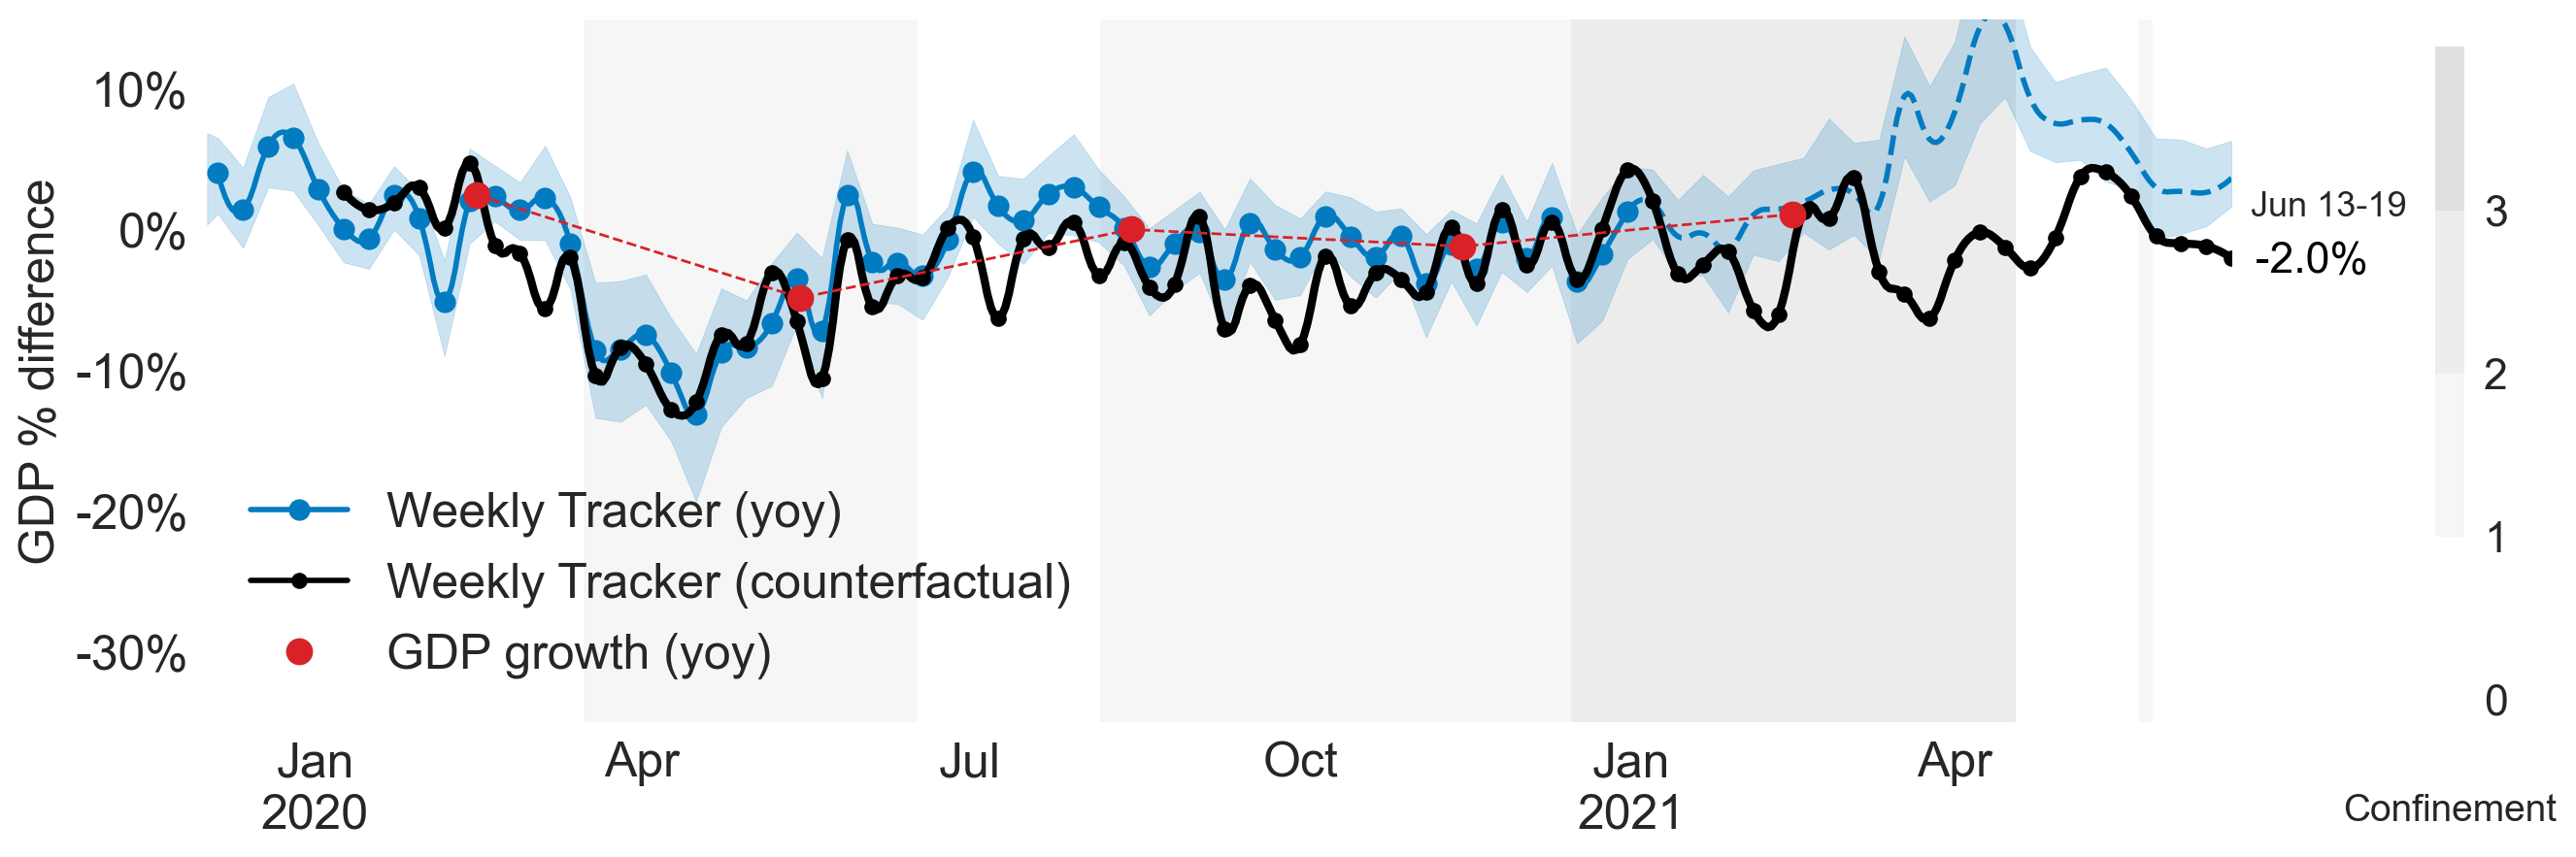 GDP % difference
10%
0%
-10%
-20%
-30%
Weekly Tracker (yoy)
Weekly Tracker (counterfactual)
GDP growth (yoy)
Jan
2020
Apr
Jul
Oct
Jan
2021
Apr
Jun 13-19
-2.0%
3
2
1
0
Confinement